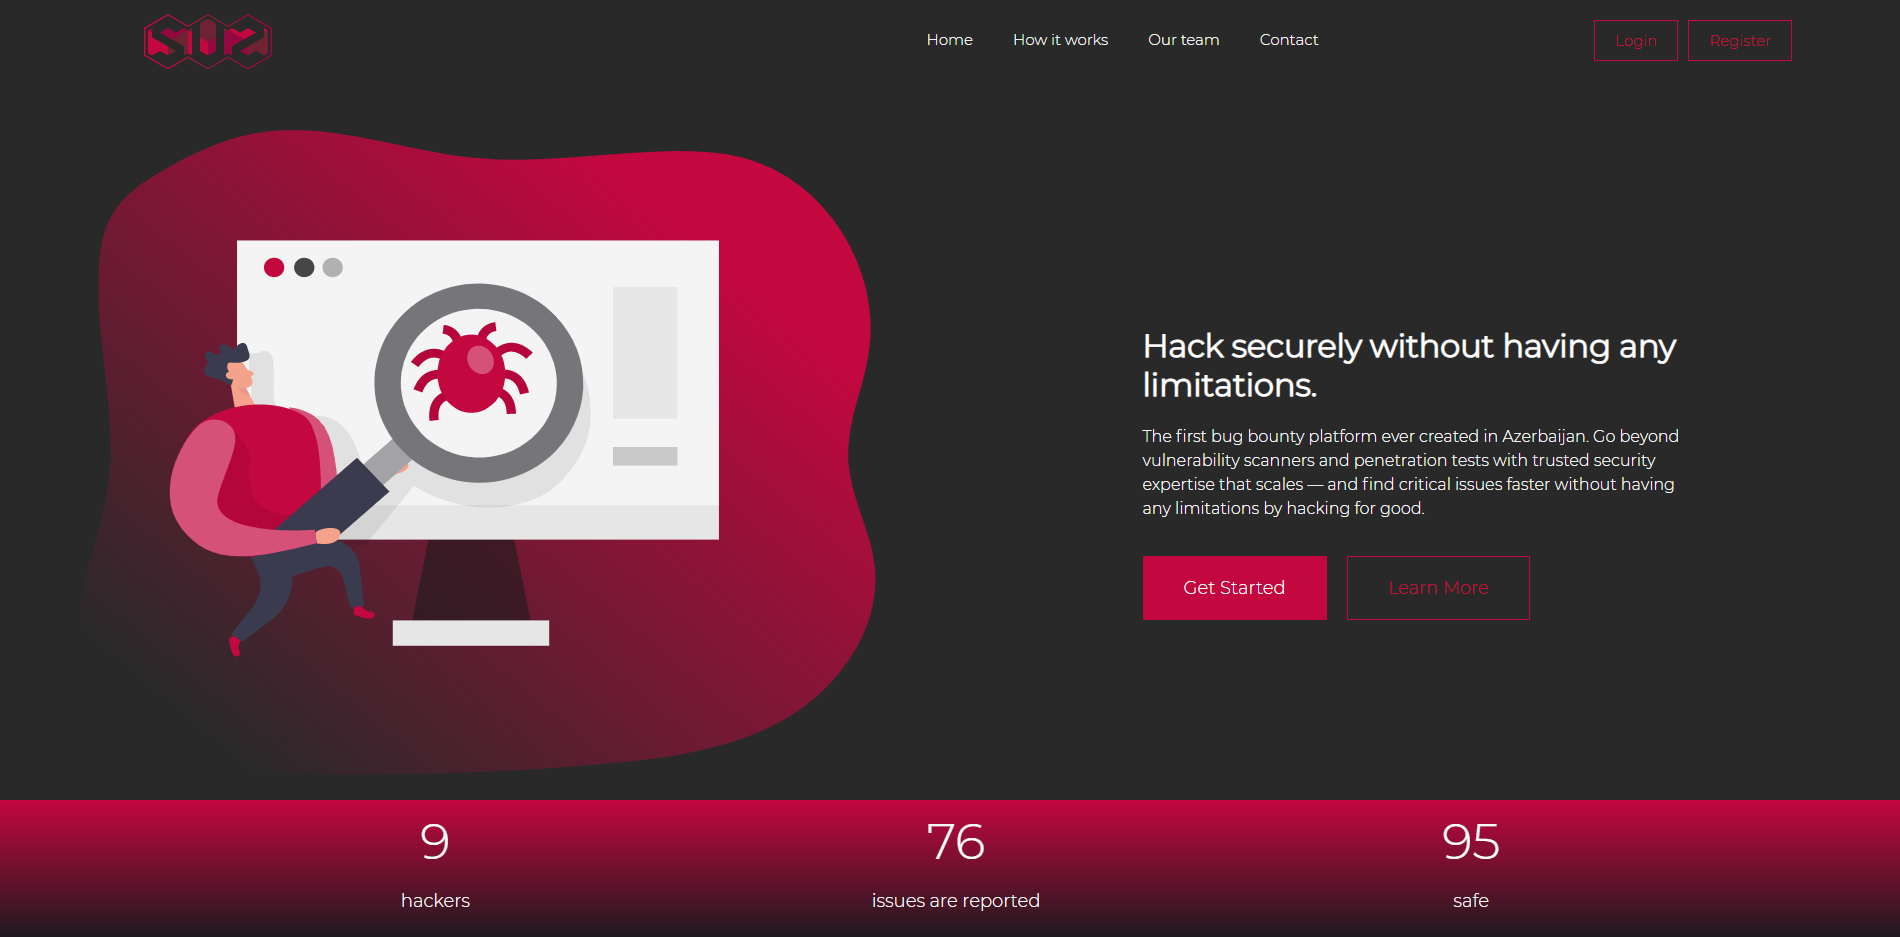 Home
How it works
Our team
Contact
Login
Register
Hack securely without having any
limitations.
The first bug bounty platform ever created in Azerbaijan. Go beyond
vulnerability scanners and penetration tests with trusted security
expertise that scales — and find critical issues faster without having
any limitations by hacking for good.
Get Started
Learn More
9
76
95
hackers
issues are reported
safe